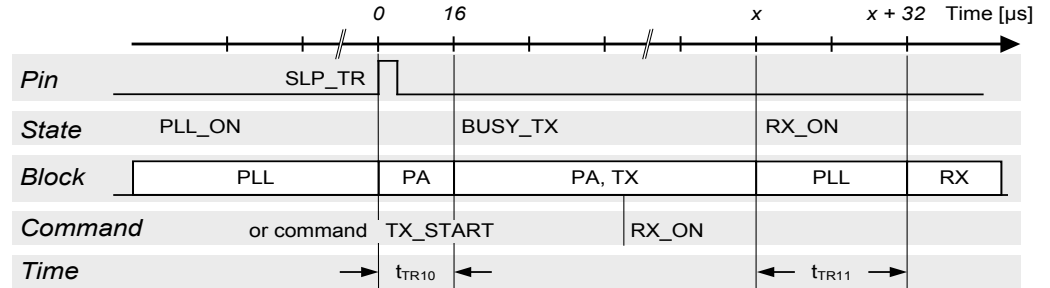 0 16 x x + 32 Time [µs]
Pin SLP_TR
State PLL_ON BUSY_TX RX_ON
Block PLL PA PA, TX PLL RX
Command or command TX_START RX_ON
Time tTR10 tTR11